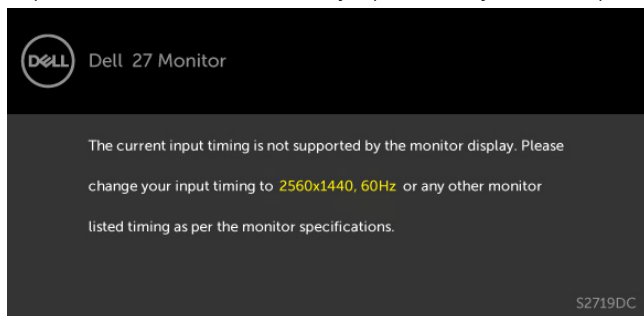 DELL Dell 27 Monitor
The current input timing is not supported by the monitor display. Please
change your input timing to 2560x1440, 60Hz or any other monitor
listed timing as per the monitor specifications.
S2719DC